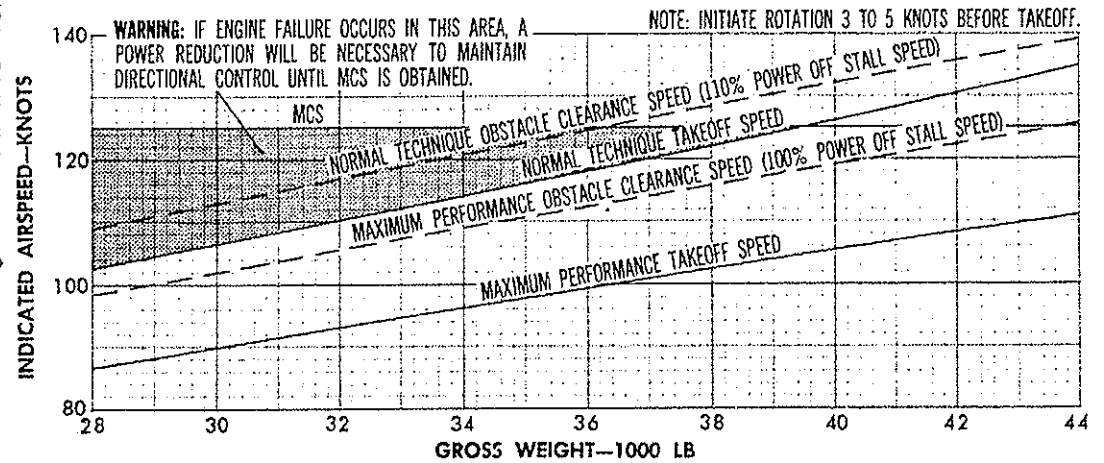 WARNING: IF ENGINE FAILURE OCCURS IN THIS AREA, A
POWER REDUCTION WILL BE NECESSARY TO MAINTAIN
DIRECTIONAL CONTROL UNTIL MCS IS OBTAINED.
NOTE: INITIATE ROTATION 3 TO 5 KNOTS BEFORE TAKEOFF.
INDICATED AIRSPEED—KNOTS
140
120
100
80
MCS
NORMAL TECHNIQUE OBSTACLE CLEARANCE SPEED (110% POWER OFF STALL SPEED)
NORMAL TECHNIQUE TAKEOFF SPEED
MAXIMUM PERFORMANCE OBSTACLE CLEARANCE SPEED (100% POWER OFF STALL SPEED)
MAXIMUM PERFORMANCE TAKEOFF SPEED
28 30 32 34 36 38 40 42 44
GROSS WEIGHT—1000 LB